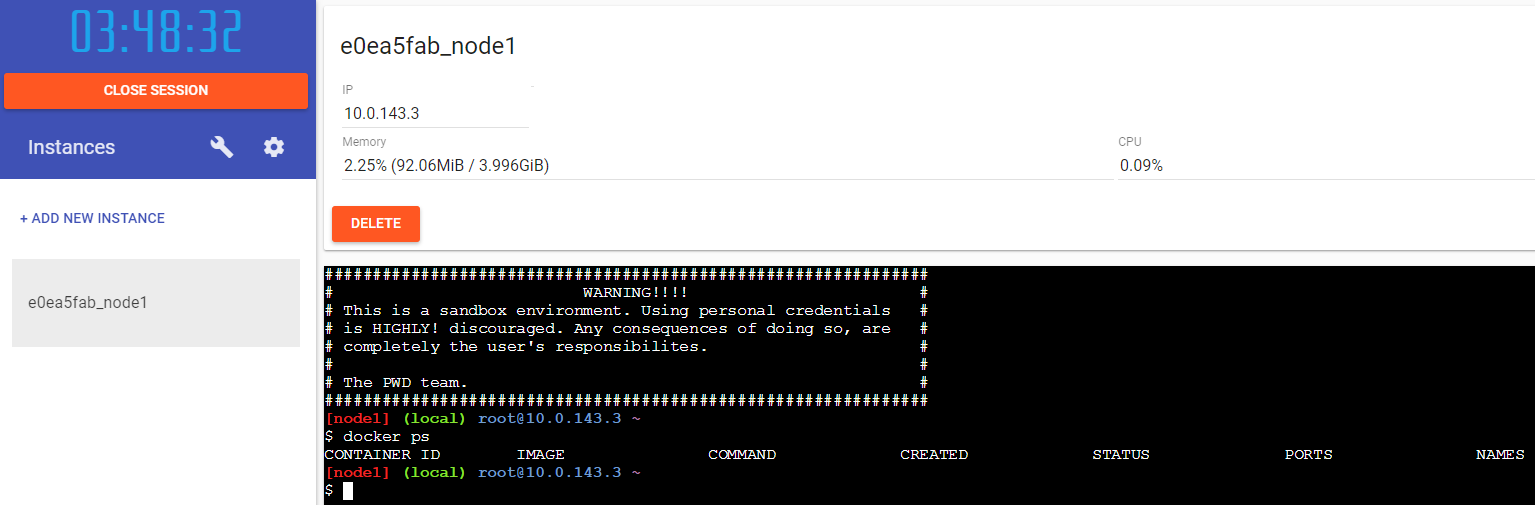 03:48:32
CLOSE SESSION
Instances
+ ADD NEW INSTANCE
e0ea5fab_node1
e0ea5fab_node1
IP
10.0.143.3
Memory
2.25% (92.06MiB / 3.996GiB)
CPU
0.09%
DELETE
###############################################################
#                          WARNING!!!!                        #
# This is a sandbox environment. Using personal credentials   #
# is HIGHLY! discouraged. Any consequences of doing so, are   #
# completely the user's responsibilites.                      #
#                                                             #
# The PWD team.                                               #
###############################################################
[node1] (local) root@10.0.143.3 ~
$ docker ps
CONTAINER ID        IMAGE               COMMAND             CREATED             STATUS              PORTS               NAMES
[node1] (local) root@10.0.143.3 ~
$